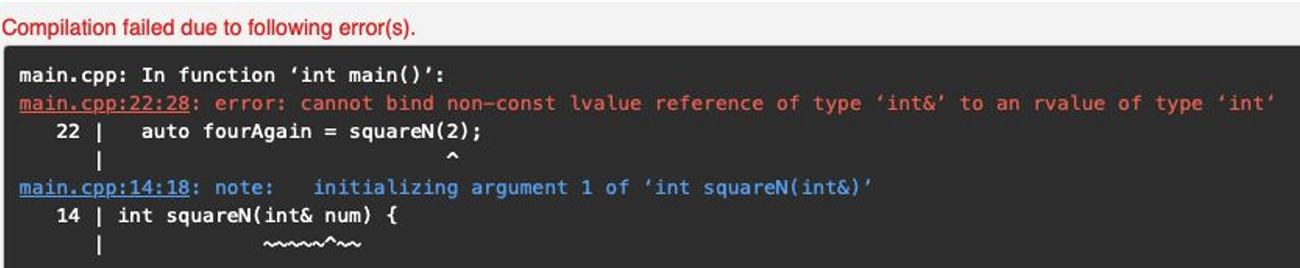 Compilation failed due to following error(s).
main.cpp: In function ‘int main()’:
main.cpp:22:28: error: cannot bind non-const lvalue reference of type ‘int&’ to an rvalue of type ‘int’
22 |   auto fourAgain = squareN(2);
|                            ^
main.cpp:14:18: note:   initializing argument 1 of ‘int squareN(int&)’
14 | int squareN(int& num) {
|             ~~~~~^~~